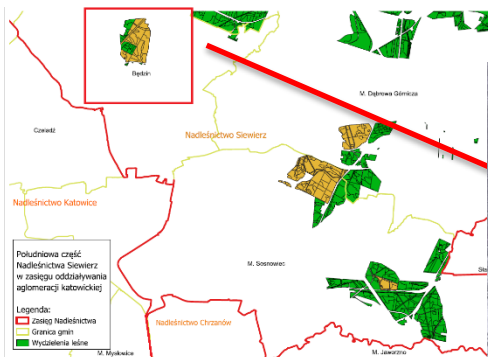 Będzin
M. Dąbrowa Górnicza
Czeladź
Nadleśnictwo Siewierz
Nadleśnictwo Katowice
Południowa część
Nadleśnictwa Siewierz
w zasięgu oddziaływania
aglomeracji katowickiej
Legenda:
Zasięg Nadleśnictwa
Granica gmin
Wydzielenia leśne
M. Sosnowiec
Nadleśnictwo Chrzanów
M. Mysłowice
M. Jaworzno